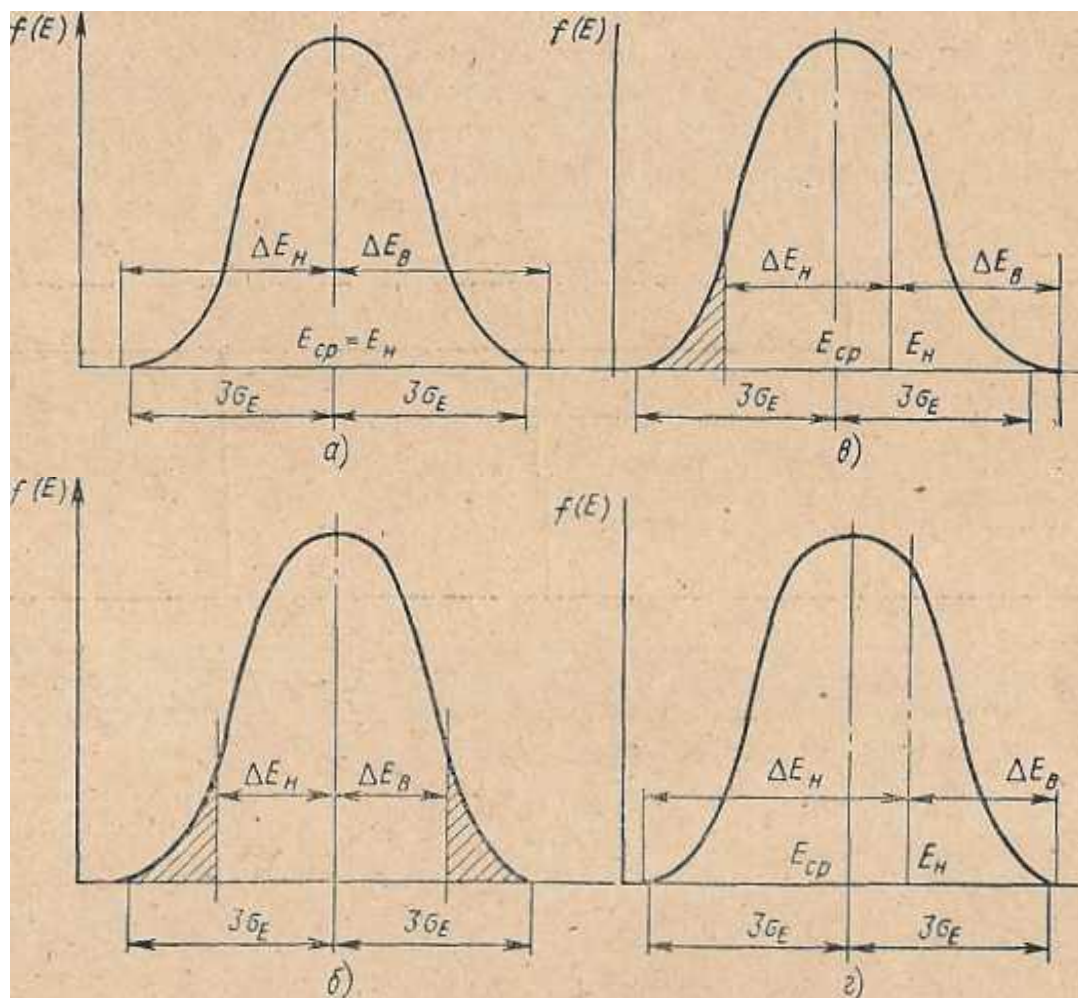 f(E)
ΔE_н ΔE_в
E_ср = E_н
3σ_E 3σ_E
а)
f(E)
ΔE_н ΔE_в
E_ср E_н
3σ_E 3σ_E
в)
f(E)
ΔE_н ΔE_в
3σ_E 3σ_E
б)
f(E)
ΔE_н ΔE_в
E_ср E_н
3σ_E 3σ_E
г)